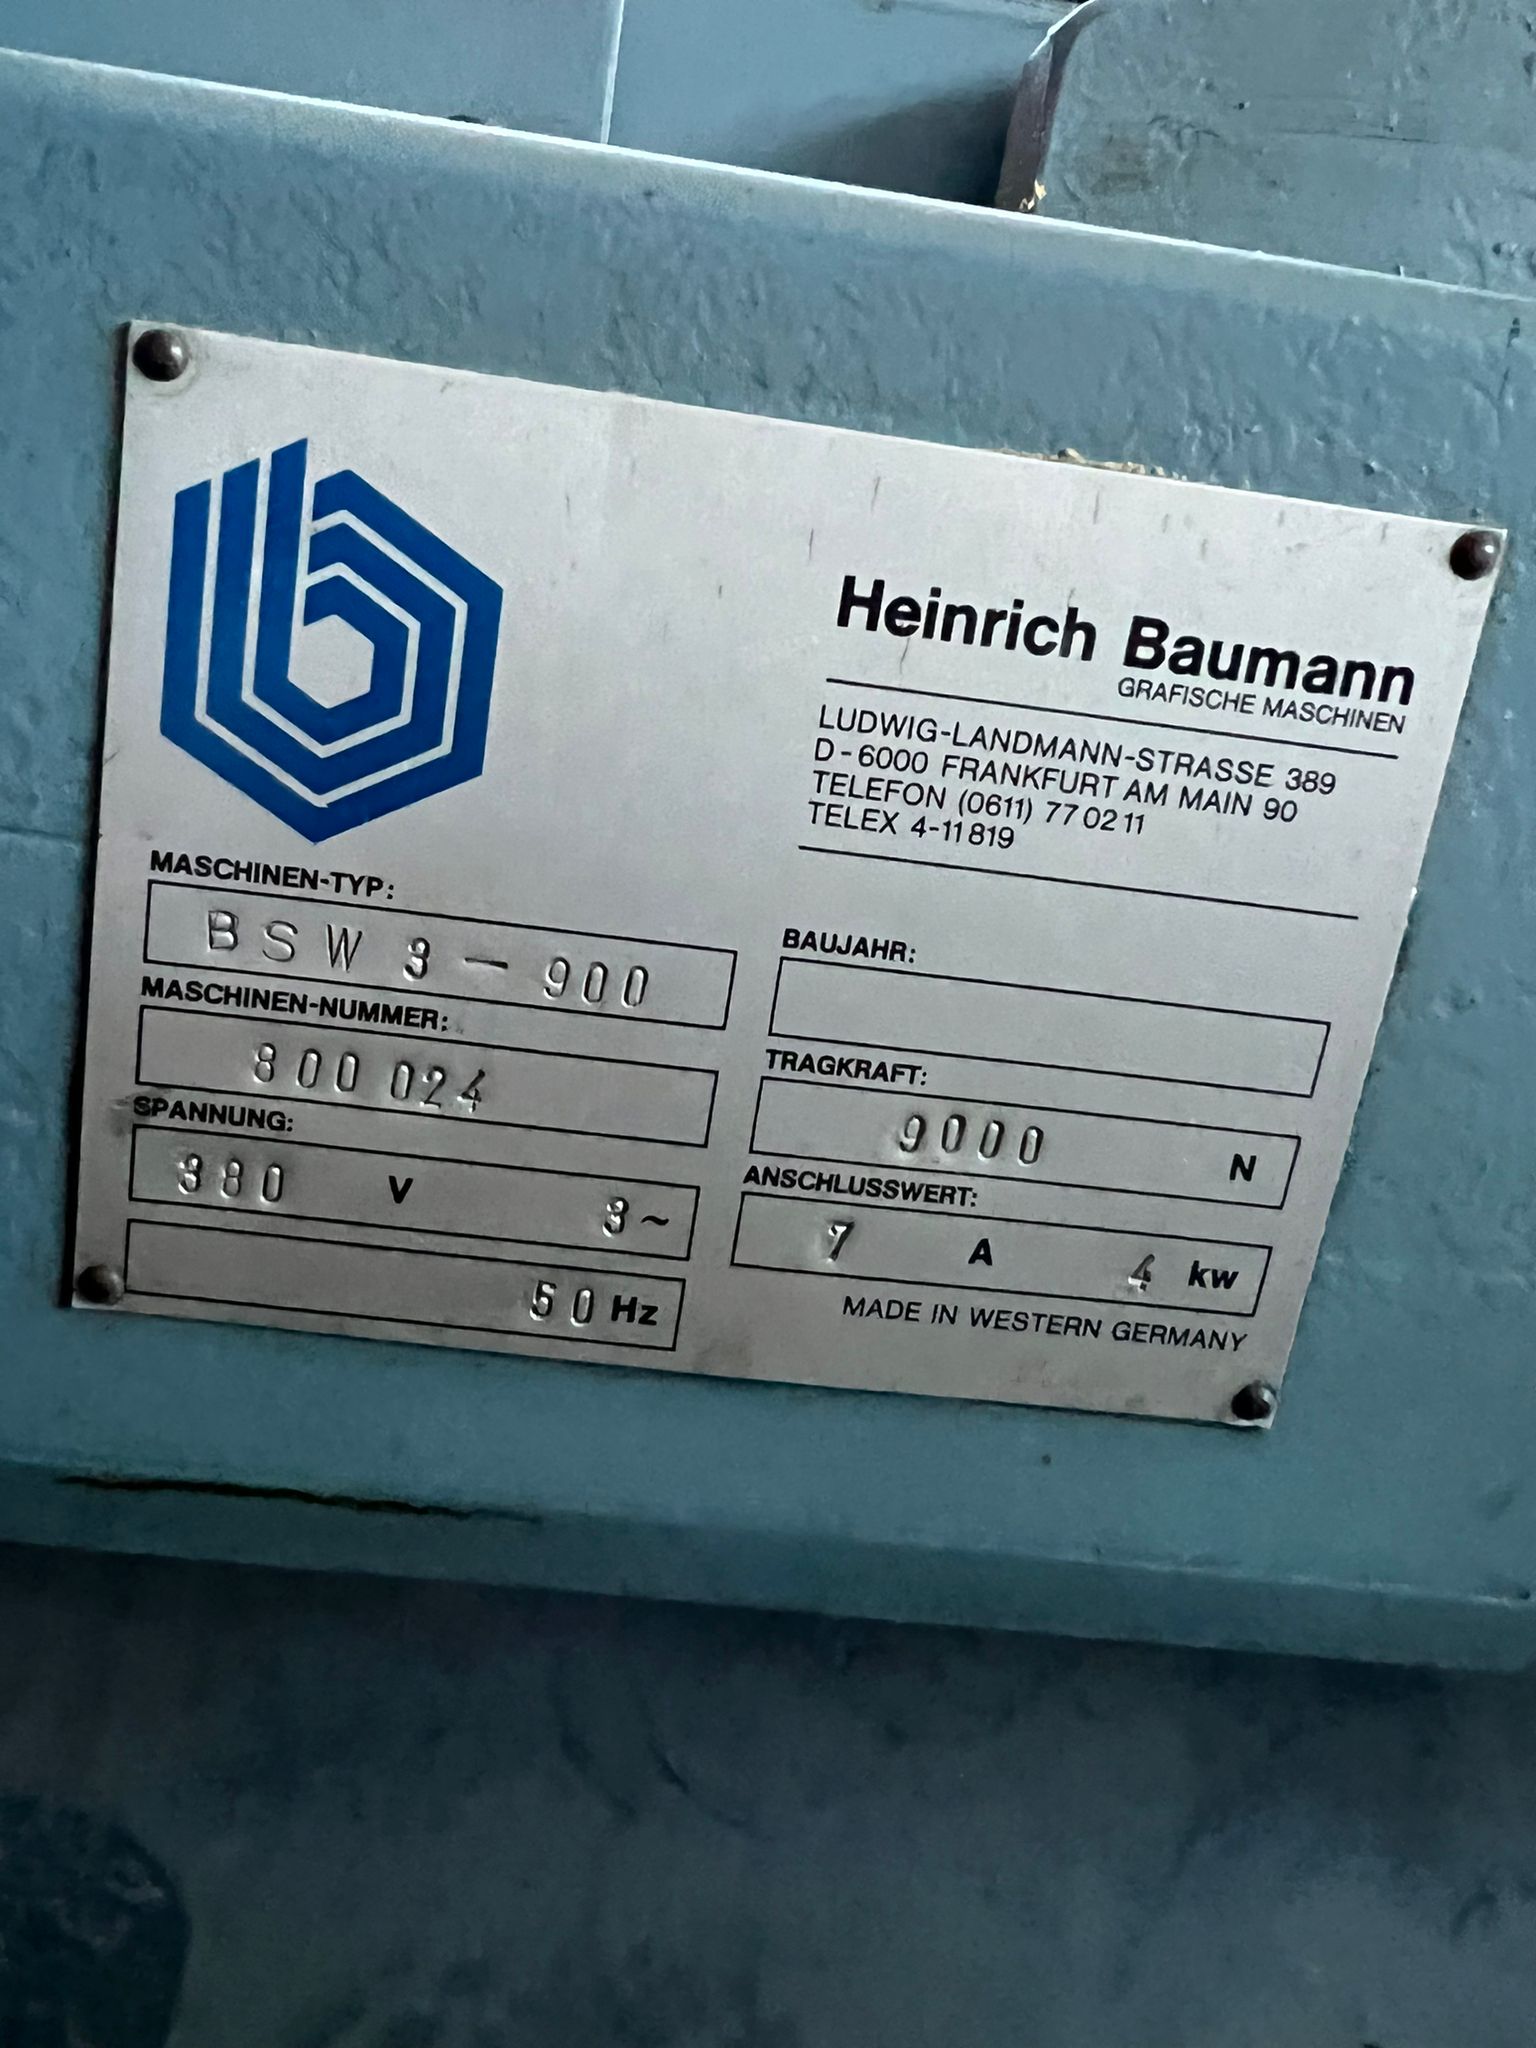 Heinrich Baumann
GRAFISCHE MASCHINEN
LUDWIG-LANDMANN-STRASSE 389
D-6000 FRANKFURT AM MAIN 90
TELEFON (0611) 77 02 11
TELEX 4-11 819
MASCHINEN-TYP:
BSW 3 - 900
MASCHINEN-NUMMER:
800 024
SPANNUNG:
380 V 3~
50 Hz
BAUJAHR:
TRAGKRAFT:
9000 N
ANSCHLUSSWERT:
7 A 4 kw
MADE IN WESTERN GERMANY